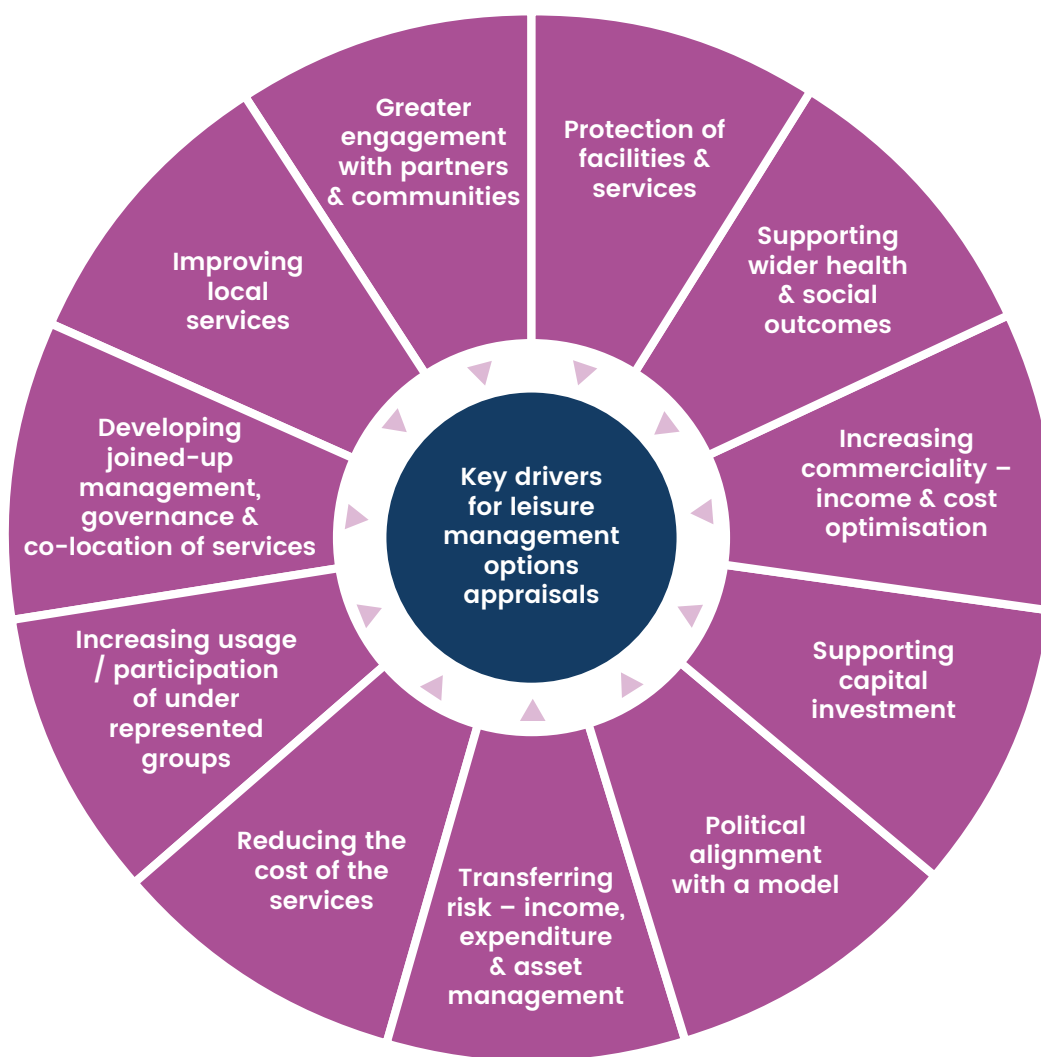 Greater
engagement
with partners
& communities
Protection of
facilities &
services
Supporting
wider health
& social
outcomes
Increasing
commerciality –
income & cost
optimisation
Supporting
capital
investment
Political
alignment
with a model
Transferring
risk – income,
expenditure
& asset
management
Reducing the
cost of the
services
Increasing usage
/ participation
of under
represented
groups
Developing
joined-up
management,
governance &
co-location of services
Improving
local
services
Key drivers
for leisure
management
options
appraisals